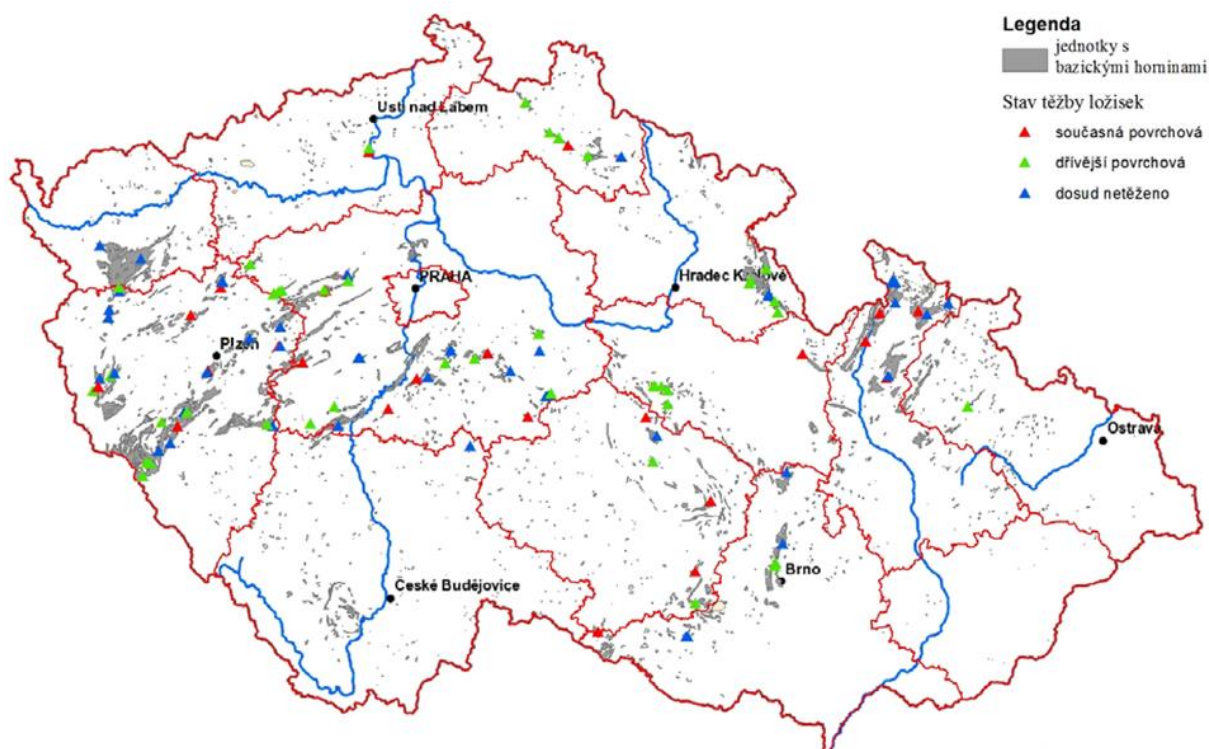 Legenda
jednotky s
bazickými horninami
Stav těžby ložisek
současná povrchová
dřívější povrchová
dosud netěženo
Ústí nad Labem
PRAHA
Hradec Králové
Plzeň
Ostrava
Brno
České Budějovice